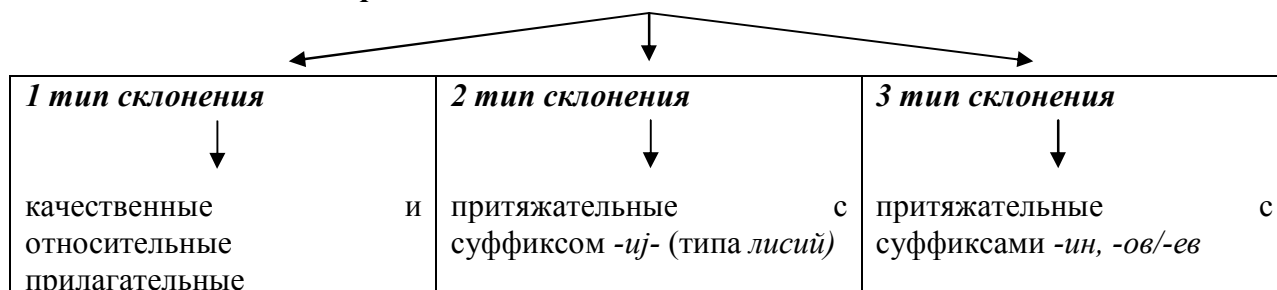 1 тип склонения
2 тип склонения
3 тип склонения
качественные и
относительные
прилагательные
притяжательные с
суффиксом -иj- (типа лисий)
притяжательные с
суффиксами -ин, -ов/-ев